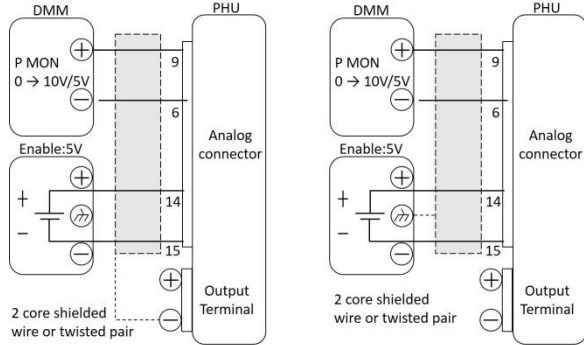 DMM
PHU
P MON
0 → 10V/5V
9
6
Analog
connector
Enable:5V
+
−
14
15
Output
Terminal
2 core shielded
wire or twisted pair
DMM
PHU
P MON
0 → 10V/5V
9
6
Analog
connector
Enable:5V
+
−
14
15
Output
Terminal
2 core shielded
wire or twisted pair